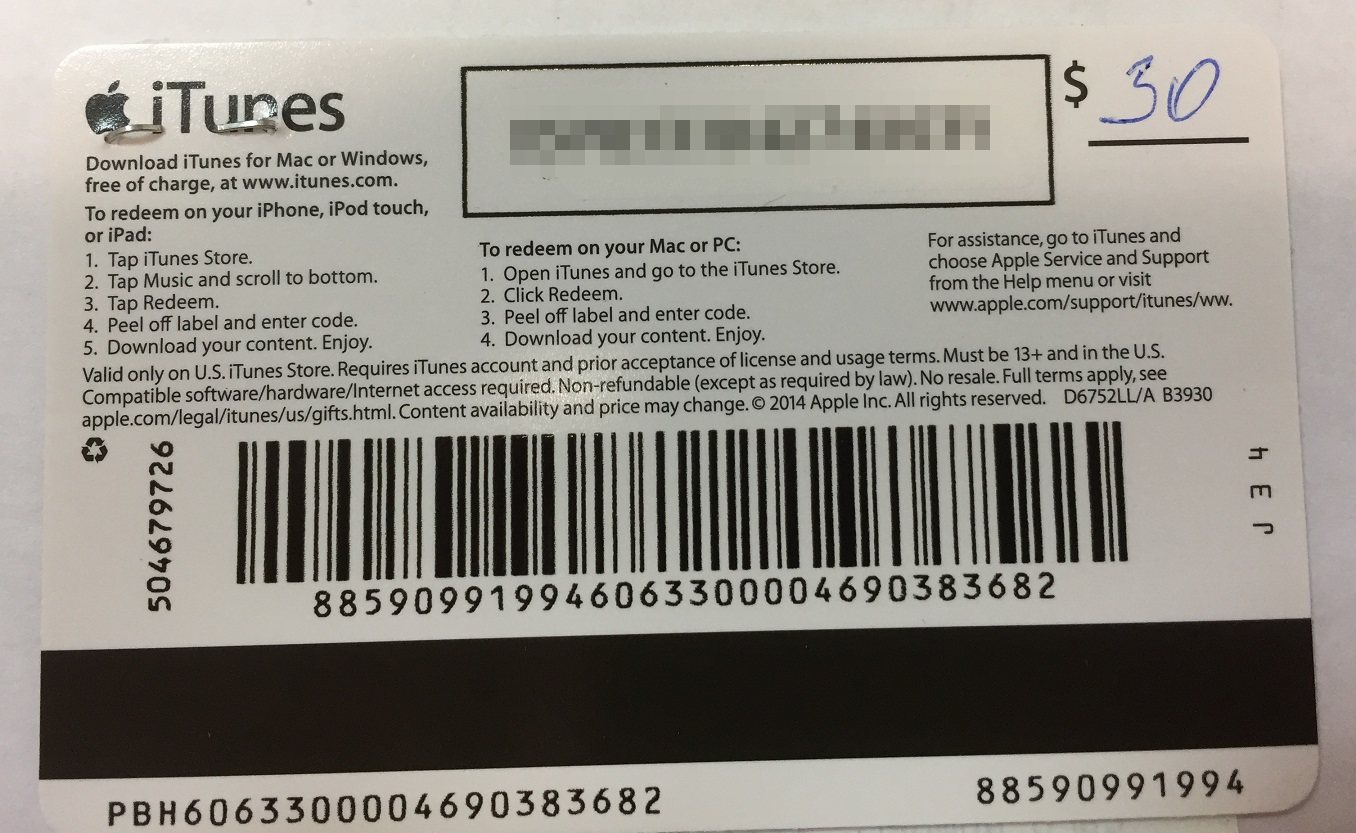 iTunes
$ 30
Download iTunes for Mac or Windows,
free of charge, at www.itunes.com.
To redeem on your iPhone, iPod touch,
or iPad:
1. Tap iTunes Store.
2. Tap Music and scroll to bottom.
3. Tap Redeem.
4. Peel off label and enter code.
5. Download your content. Enjoy.
To redeem on your Mac or PC:
1. Open iTunes and go to the iTunes Store.
2. Click Redeem.
3. Peel off label and enter code.
4. Download your content. Enjoy.
For assistance, go to iTunes and
choose Apple Service and Support
from the Help menu or visit
www.apple.com/support/itunes/ww.
Valid only on U.S. iTunes Store. Requires iTunes account and prior acceptance of license and usage terms. Must be 13+ and in the U.S.
Compatible software/hardware/Internet access required. Non-refundable (except as required by law). No resale. Full terms apply, see
apple.com/legal/itunes/us/gifts.html. Content availability and price may change. © 2014 Apple Inc. All rights reserved. D6752LL/A B3930
504679726
4 E J
885909919946063300004690383682
PBH6063300004690383682
88590991994